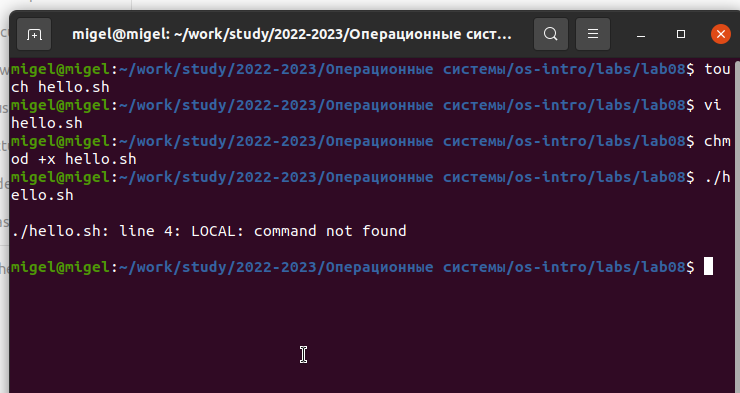 migel@migel: ~/work/study/2022-2023/Операционные сист...
migel@migel:~/work/study/2022-2023/Операционные системы/os-intro/labs/lab08$ tou
ch hello.sh
migel@migel:~/work/study/2022-2023/Операционные системы/os-intro/labs/lab08$ vi
hello.sh
migel@migel:~/work/study/2022-2023/Операционные системы/os-intro/labs/lab08$ chm
od +x hello.sh
migel@migel:~/work/study/2022-2023/Операционные системы/os-intro/labs/lab08$ ./h
ello.sh
./hello.sh: line 4: LOCAL: command not found
migel@migel:~/work/study/2022-2023/Операционные системы/os-intro/labs/lab08$